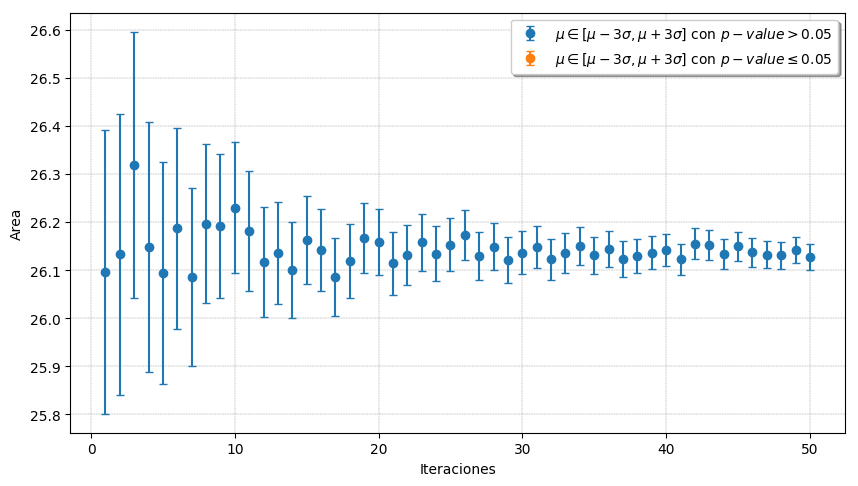 μ ∈ [μ − 3σ, μ + 3σ] con p − value > 0.05
μ ∈ [μ − 3σ, μ + 3σ] con p − value ≤ 0.05
26.6
26.5
26.4
26.3
26.2
26.1
26.0
25.9
25.8
Area
0 10 20 30 40 50
Iteraciones